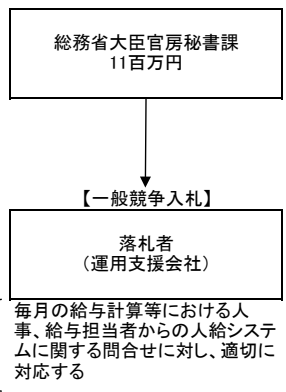 総務省大臣官房秘書課
11百万円
【一般競争入札】
落札者
（運用支援会社）
毎月の給与計算等における人
事、給与担当者からの人給システ
ムに関する問合せに対し、適切に
対応する